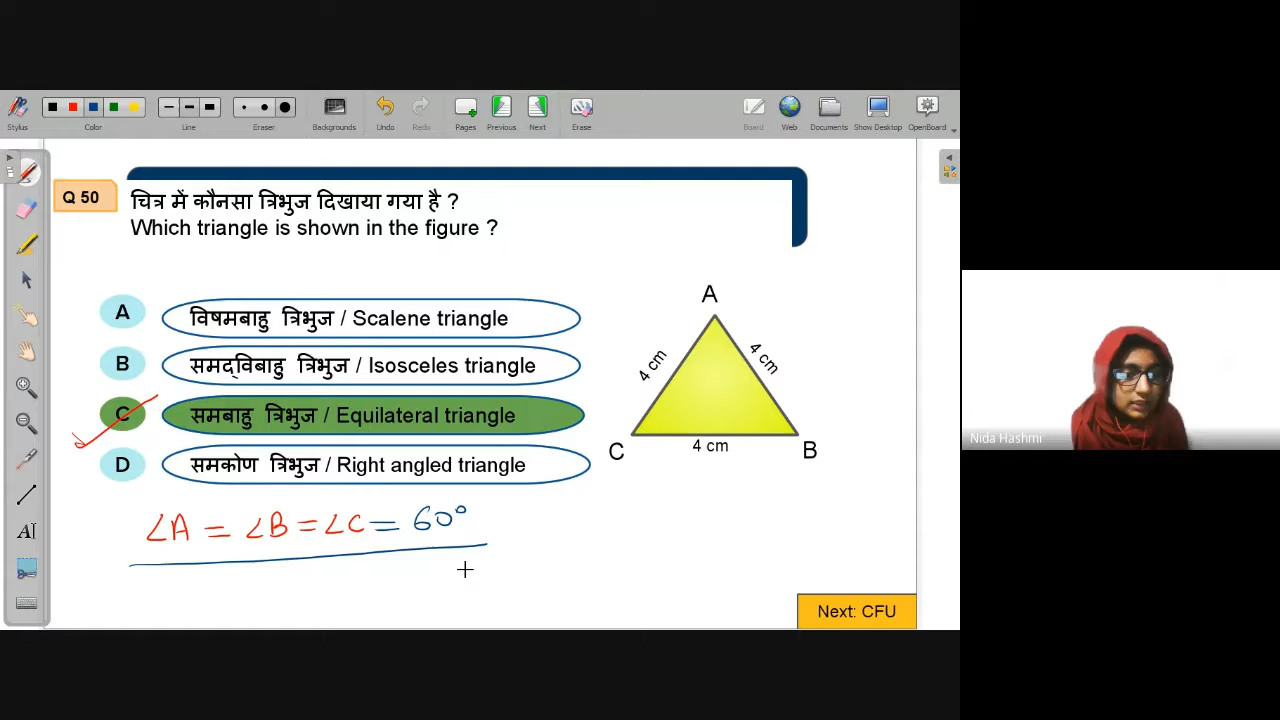 Stylus
Color
Line
Eraser
Backgrounds
Undo
Redo
Pages
Previous
Next
Erase
Board
Web
Documents
Show Desktop
OpenBoard
Q 50
चित्र में कौनसा त्रिभुज दिखाया गया है ?
Which triangle is shown in the figure ?
A विषमबाहु त्रिभुज / Scalene triangle
B समद्विबाहु त्रिभुज / Isosceles triangle
C समबाहु त्रिभुज / Equilateral triangle
D समकोण त्रिभुज / Right angled triangle
A
4 cm
4 cm
C
4 cm
B
∠A = ∠B = ∠C = 60°
Next: CFU
Nida Hashmi